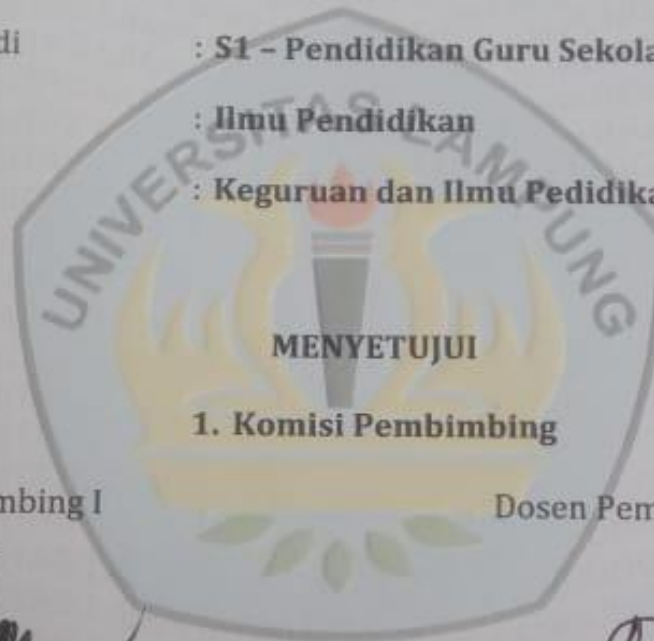 di : S1 – Pendidikan Guru Sekola
: Ilmu Pendidikan
: Keguruan dan Ilmu Pedidika
UNIVERSITAS LAMPUNG
MENYETUJUI
1. Komisi Pembimbing
mbing I Dosen Pem